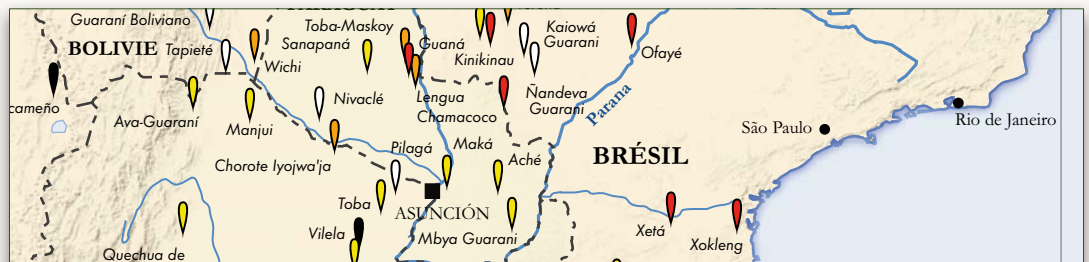 Guaraní Boliviano
BOLIVIE
Tapieté
Wichi
Toba-Maskoy
Sanapaná
Guaná
Kinikinau
Kaiowá
Guarani
Ofayé
cameño
Ava-Guaraní
Manjui
Nivaclé
Lengua
Chamacoco
Ñandeva
Guarani
Parana
São Paulo
Rio de Janeiro
Chorote Iyojwa'ja
Pilagá
Maká
Aché
BRÉSIL
Toba
ASUNCIÓN
Vilela
Mbya Guarani
Xetá
Xokleng
Quechua de